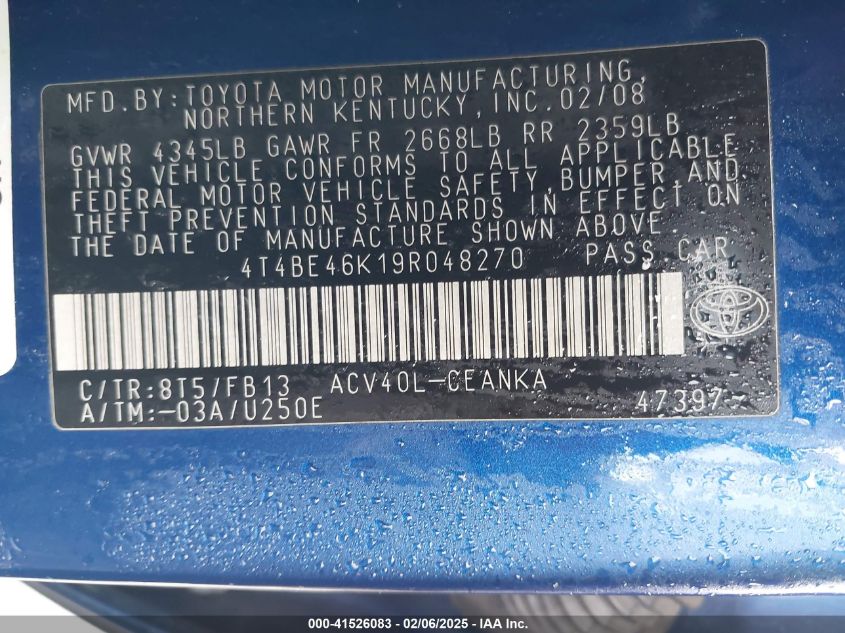 MFD. BY: TOYOTA MOTOR MANUFACTURING,
NORTHERN KENTUCKY, INC. 02/08
GVWR 4345LB GAWR FR 2668LB RR 2359LB
THIS VEHICLE CONFORMS TO ALL APPLICABLE
FEDERAL MOTOR VEHICLE SAFETY, BUMPER, AND
THEFT PREVENTION STANDARDS IN EFFECT ON
THE DATE OF MANUFACTURE SHOWN ABOVE.
4T4BE46K19R048270 PASS CAR
C/TR: 8T5/FB13 ACV40L-CEANKA
A/TM: -03A/U250E 47397
000-41526083 - 02/06/2025 - IAA Inc.